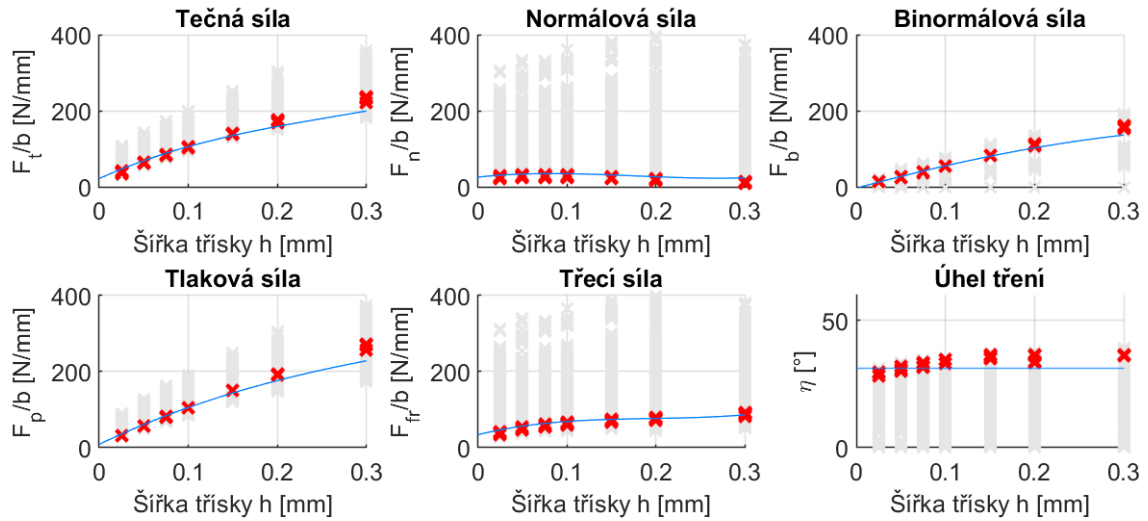 Tečná síla
Normálová síla
Binormálová síla
400
200
0
F_t/b [N/mm]
0 0.1 0.2 0.3
Šířka třísky h [mm]
400
200
0
F_n/b [N/mm]
0 0.1 0.2 0.3
Šířka třísky h [mm]
400
200
0
F_b/b [N/mm]
0 0.1 0.2 0.3
Šířka třísky h [mm]
Tlaková síla
Třecí síla
Úhel tření
400
200
0
F_p/b [N/mm]
0 0.1 0.2 0.3
Šířka třísky h [mm]
400
200
0
F_fr/b [N/mm]
0 0.1 0.2 0.3
Šířka třísky h [mm]
50
0
η [°]
0 0.1 0.2 0.3
Šířka třísky h [mm]